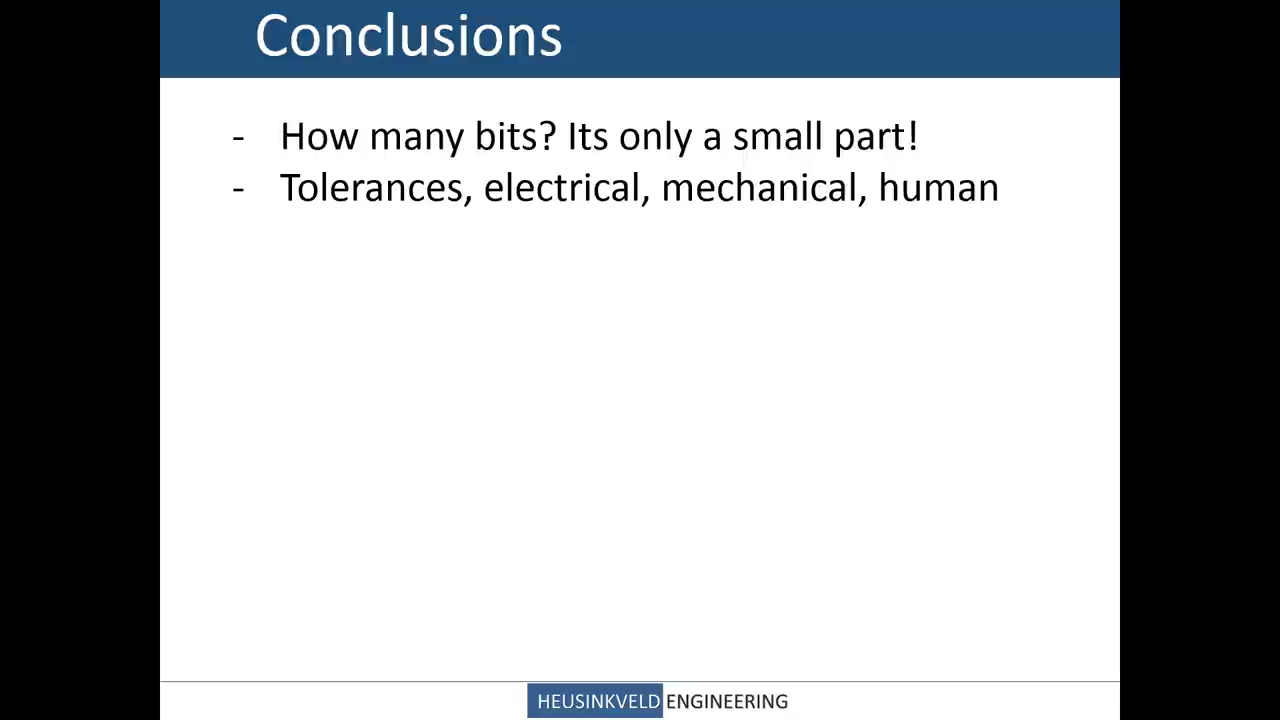 Conclusions
- How many bits? Its only a small part!
- Tolerances, electrical, mechanical, human
HEUSINKVELD ENGINEERING